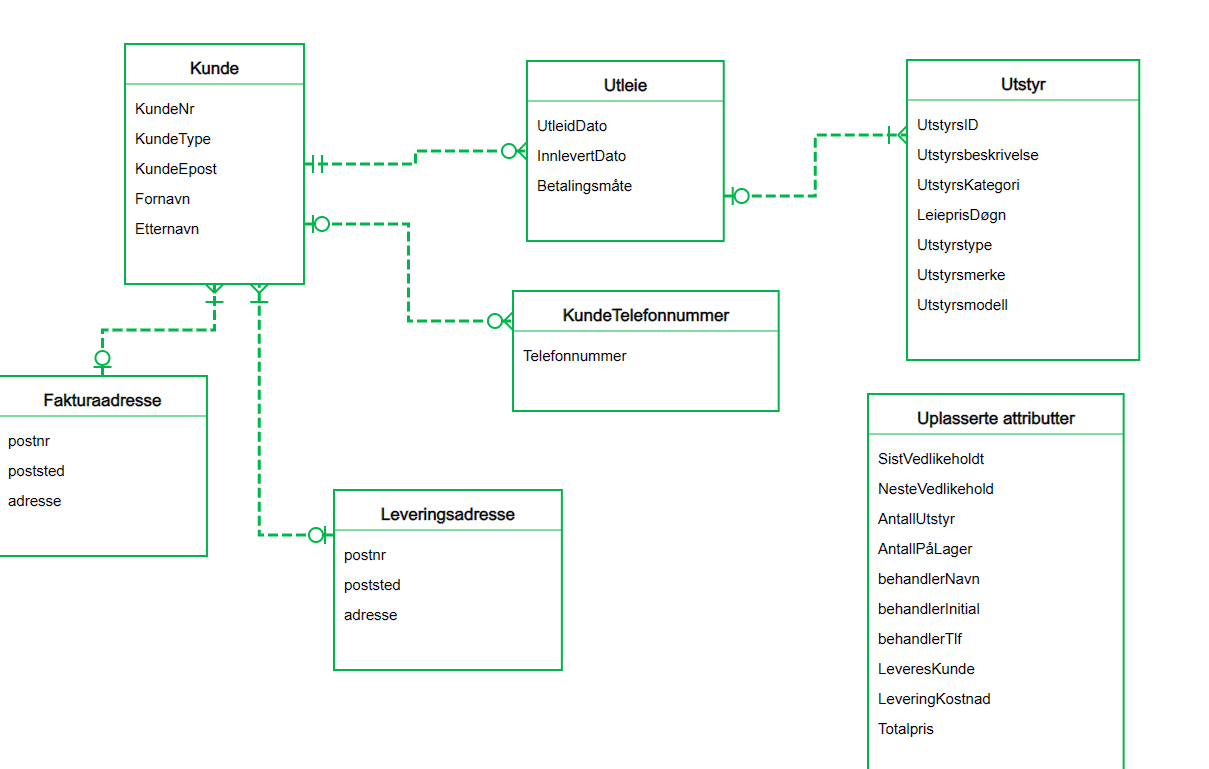 Kunde
KundeNr
KundeType
KundeEpost
Fornavn
Etternavn
Utleie
UtleidDato
InnlevertDato
Betalingsmåte
Utstyr
UtstyrsID
Utstyrsbeskrivelse
UtstyrsKategori
LeieprisDøgn
Utstyrstype
Utstyrsmerke
Utstyrsmodell
KundeTelefonnummer
Telefonnummer
Fakturaadresse
postnr
poststed
adresse
Leveringsadresse
postnr
poststed
adresse
Uplasserte attributter
SistVedlikeholdt
NesteVedlikehold
AntallUtstyr
AntallPåLager
behandlerNavn
behandlerInitial
behandlerTlf
LeveresKunde
LeveringKostnad
Totalpris